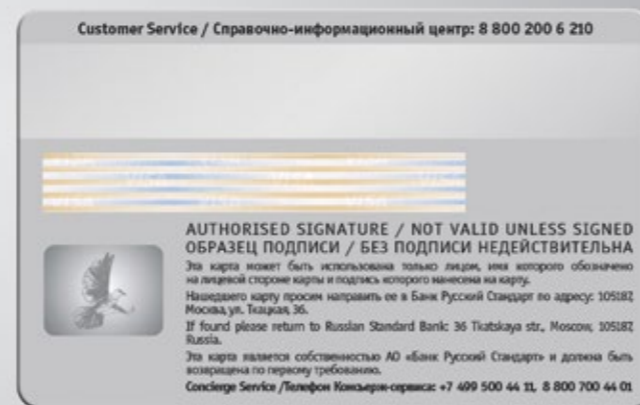 Customer Service / Справочно-информационный центр: 8 800 200 6 210
VISA VISA VISA
VISA VISA
AUTHORISED SIGNATURE / NOT VALID UNLESS SIGNED
ОБРАЗЕЦ ПОДПИСИ / БЕЗ ПОДПИСИ НЕДЕЙСТВИТЕЛЬНА
Эта карта может быть использована только лицом, имя которого обозначено
на лицевой стороне карты и подпись которого нанесена на карту.
Нашедшего карту просим направить ее в Банк Русский Стандарт по адресу: 105187,
Москва, ул. Ткацкая, 36.
If found please return to Russian Standard Bank: 36 Tkatskaya str., Moscow, 105187,
Russia.
Эта карта является собственностью АО «Банк Русский Стандарт» и должна быть
возвращена по первому требованию.
Concierge Service /Телефон Консьерж-сервиса: +7 499 500 44 11, 8 800 700 44 01